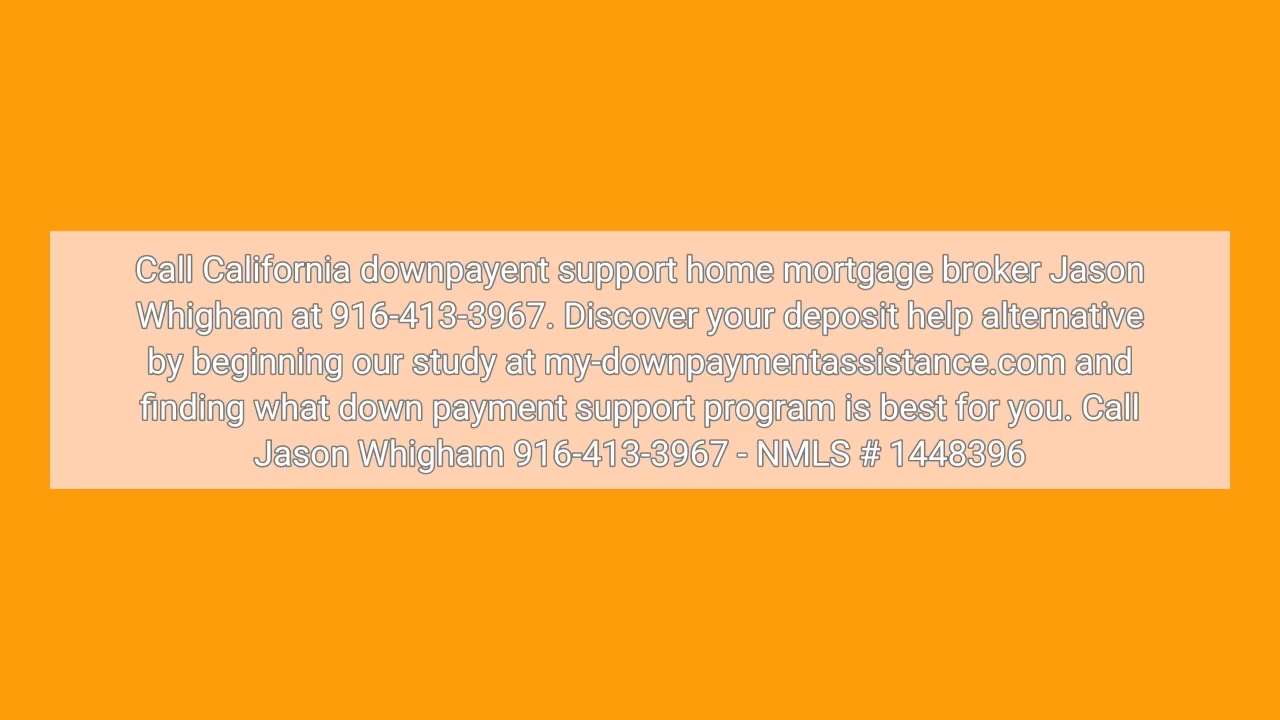 Call California downpayent support home mortgage broker Jason
Whigham at 916-413-3967. Discover your deposit help alternative
by beginning our study at my-downpaymentassistance.com and
finding what down payment support program is best for you. Call
Jason Whigham 916-413-3967 - NMLS # 1448396